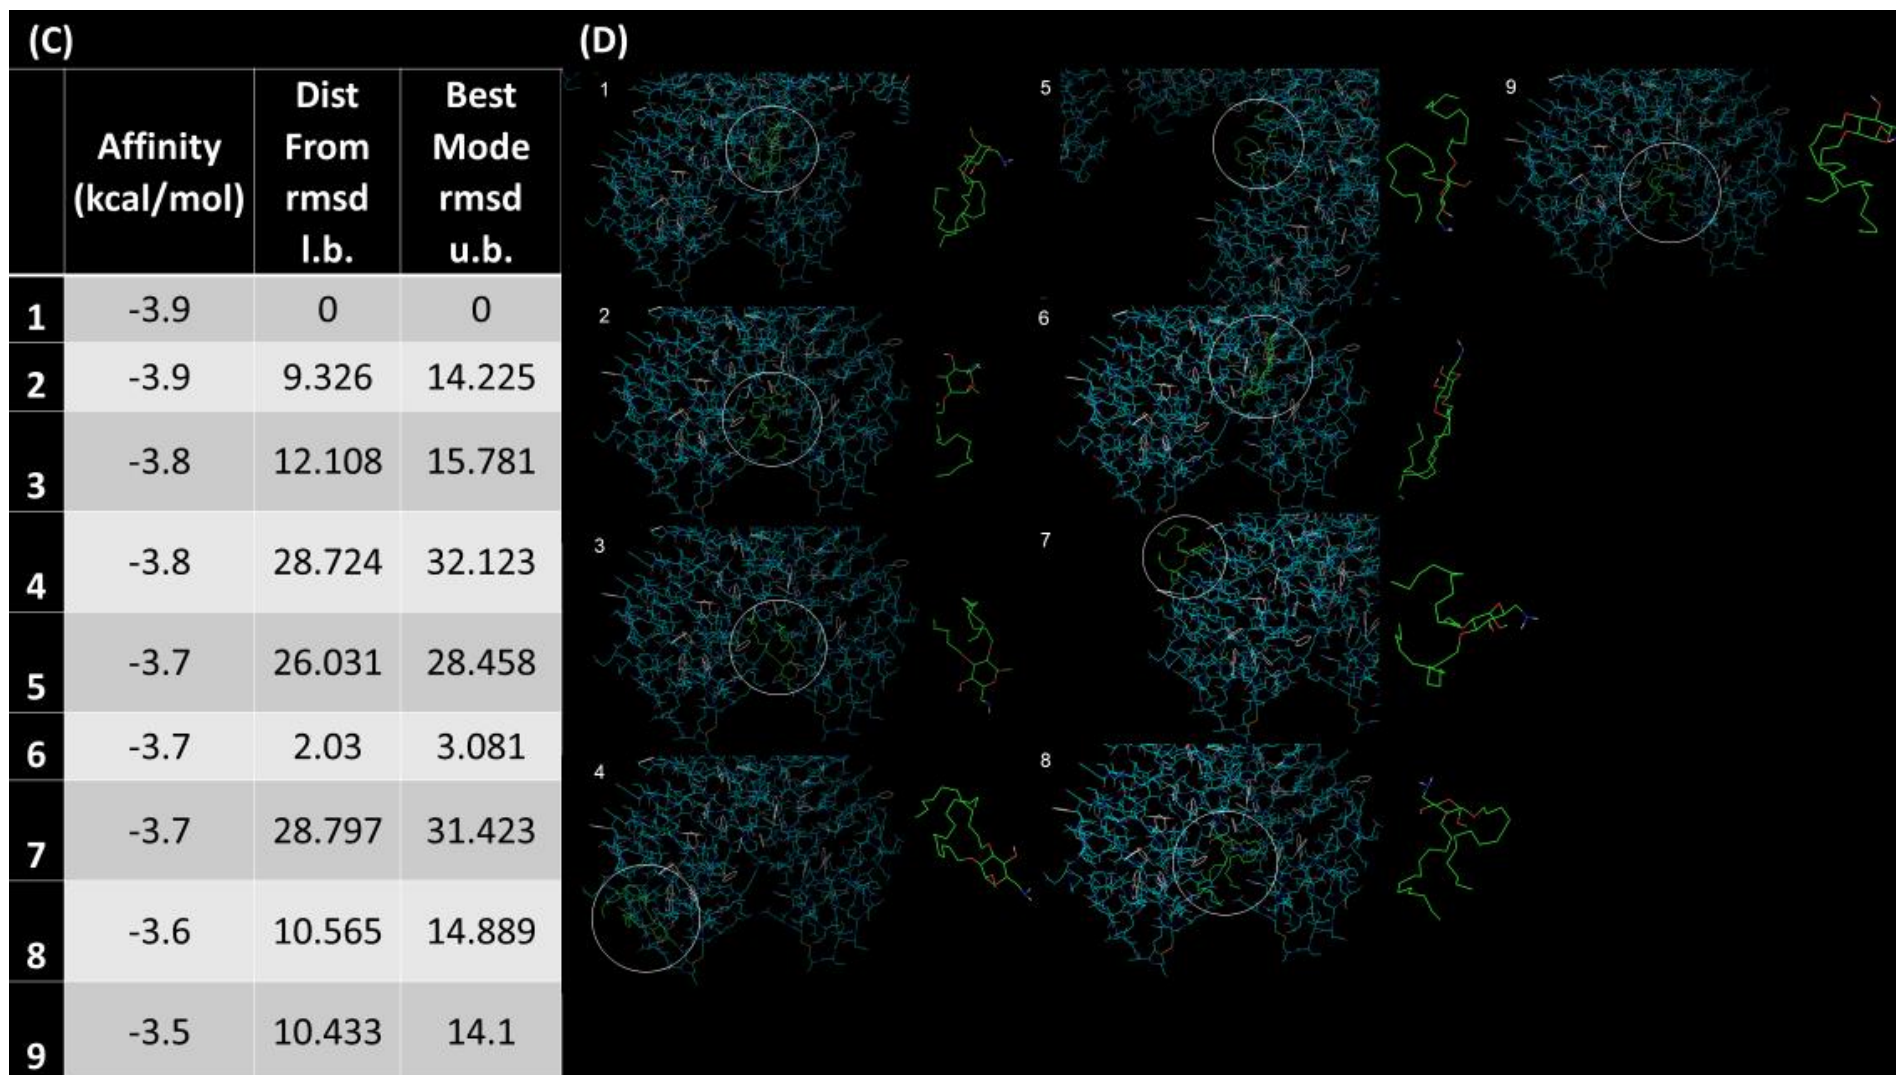 (C)
Affinity (kcal/mol) Dist From rmsd l.b. Best Mode rmsd u.b.
1 -3.9 0 0
2 -3.9 9.326 14.225
3 -3.8 12.108 15.781
4 -3.8 28.724 32.123
5 -3.7 26.031 28.458
6 -3.7 2.03 3.081
7 -3.7 28.797 31.423
8 -3.6 10.565 14.889
9 -3.5 10.433 14.1
(D)
1
2
3
4
5
6
7
8
9